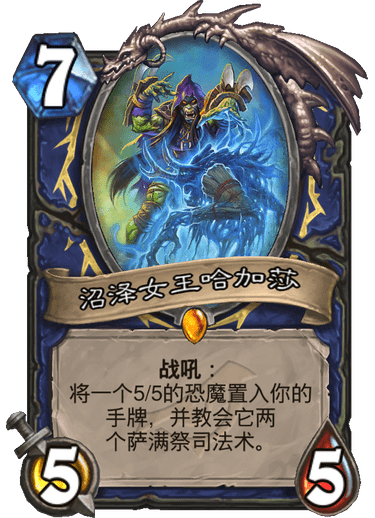 7
沼泽女王哈加莎
战吼：
将一个5/5的恐魔置入你的
手牌，并教会它两
个萨满祭司法术。
5
5